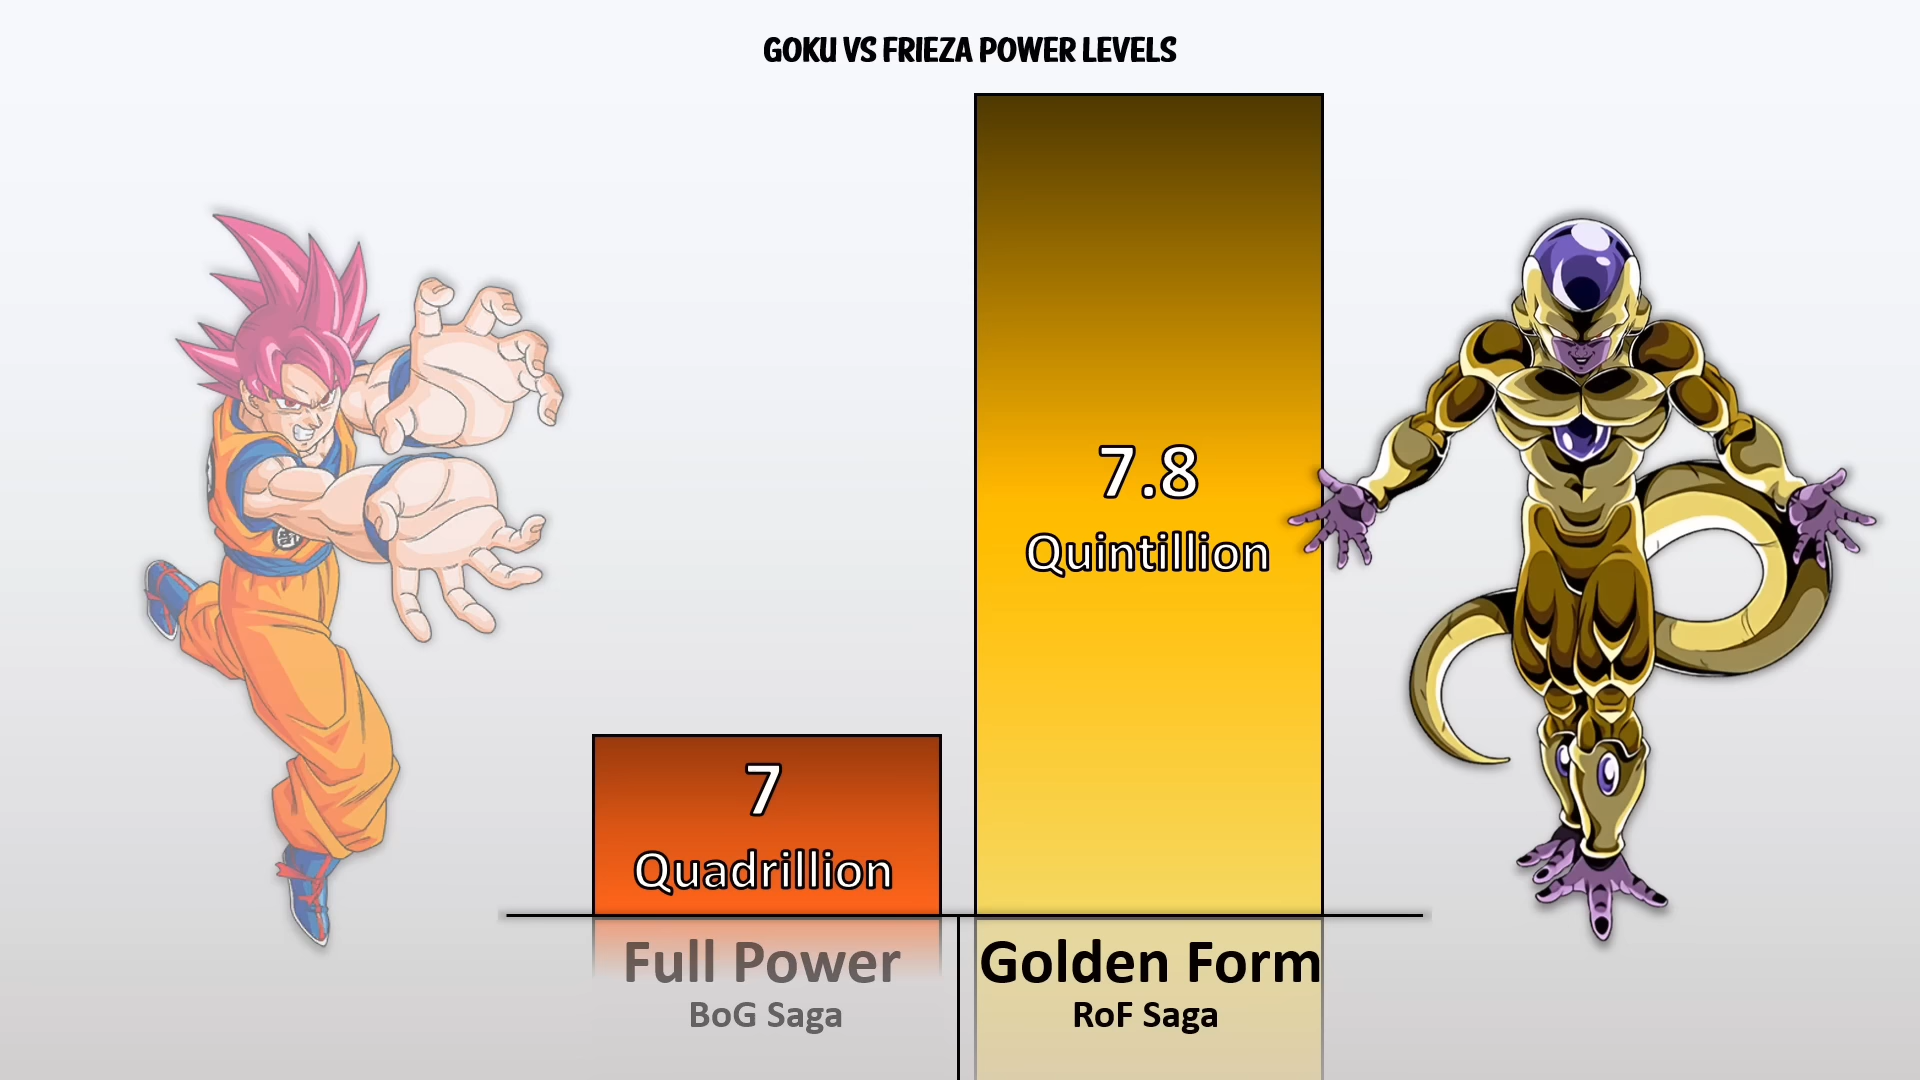 GOKU VS FRIEZA POWER LEVELS
7.8
Quintillion
7
Quadrillion
Full Power
BoG Saga
Golden Form
RoF Saga